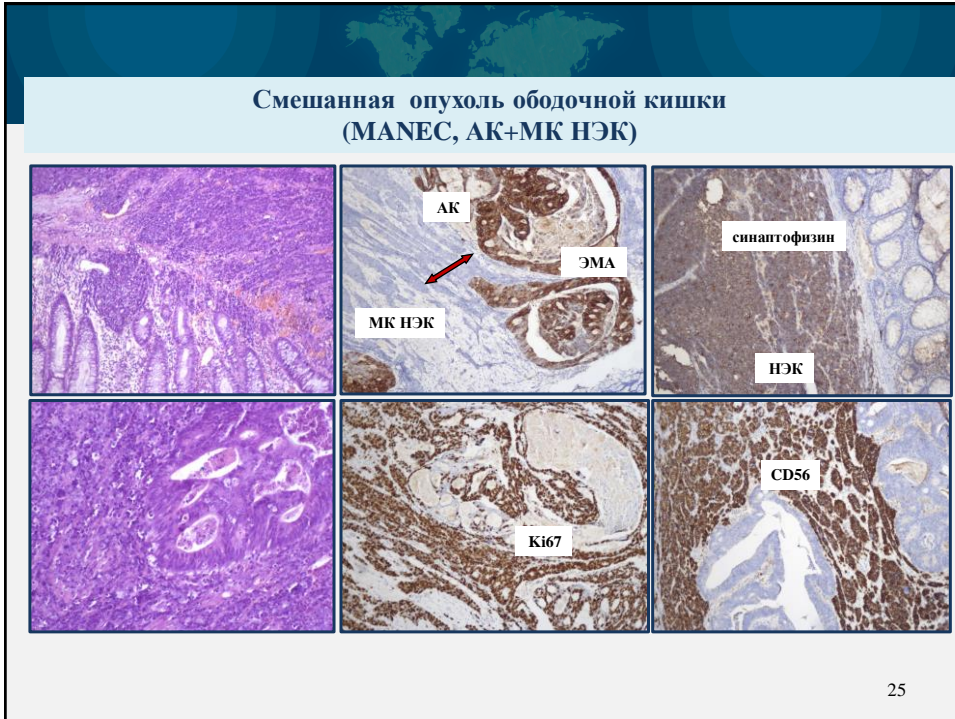 Смешанная опухоль ободочной кишки
(MANEC, АК+МК НЭК)
АК
ЭМА
МК НЭК
синаптофизин
НЭК
Ki67
CD56
25